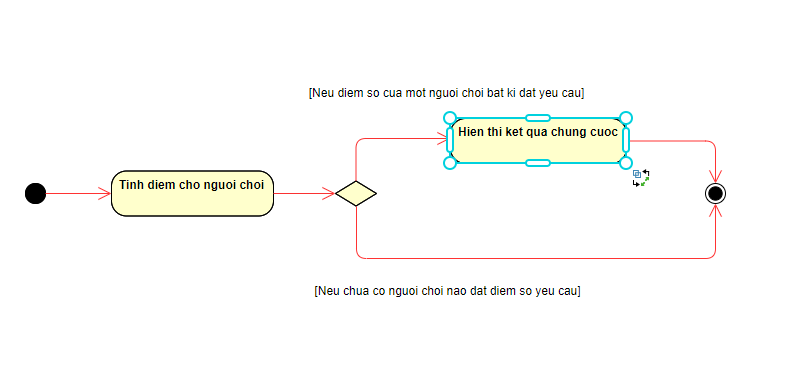 [Neu diem so cua mot nguoi choi bat ki dat yeu cau]
Hien thi ket qua chung cuoc
Tinh diem cho nguoi choi
[Neu chua co nguoi choi nao dat diem so yeu cau]